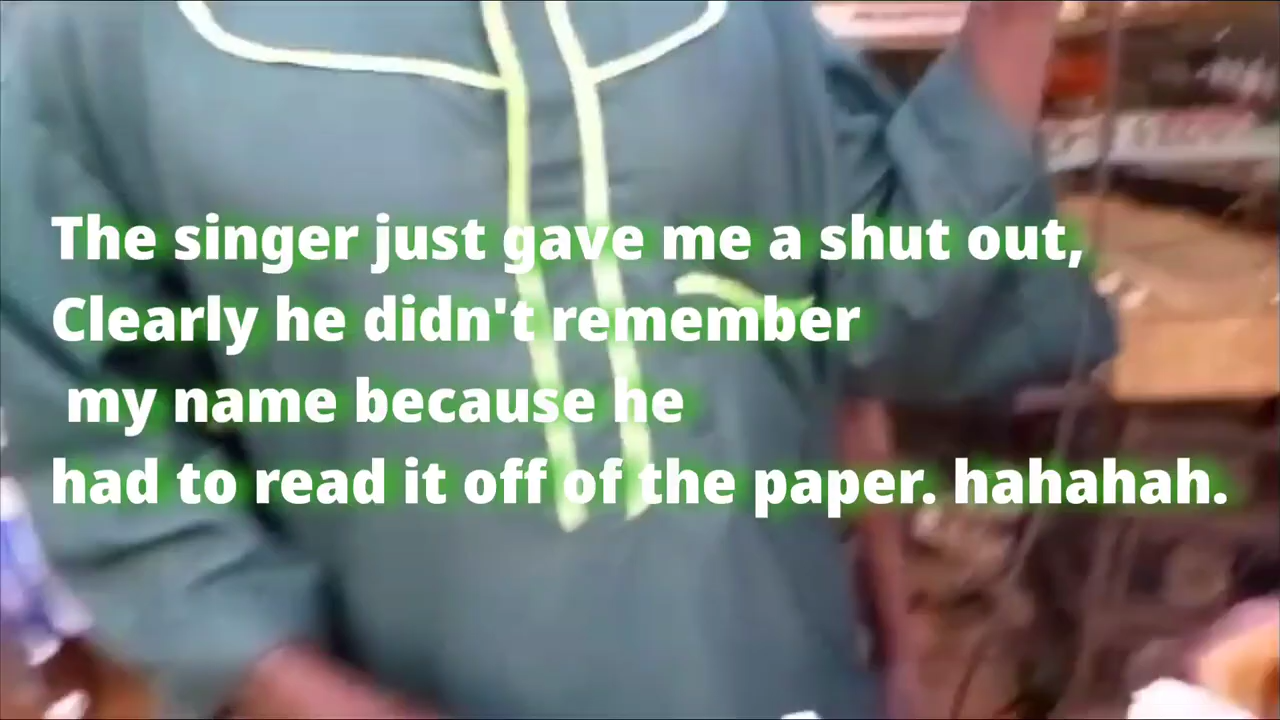 The singer just gave me a shut out,
Clearly he didn't remember
my name because he
had to read it off of the paper. hahahah.